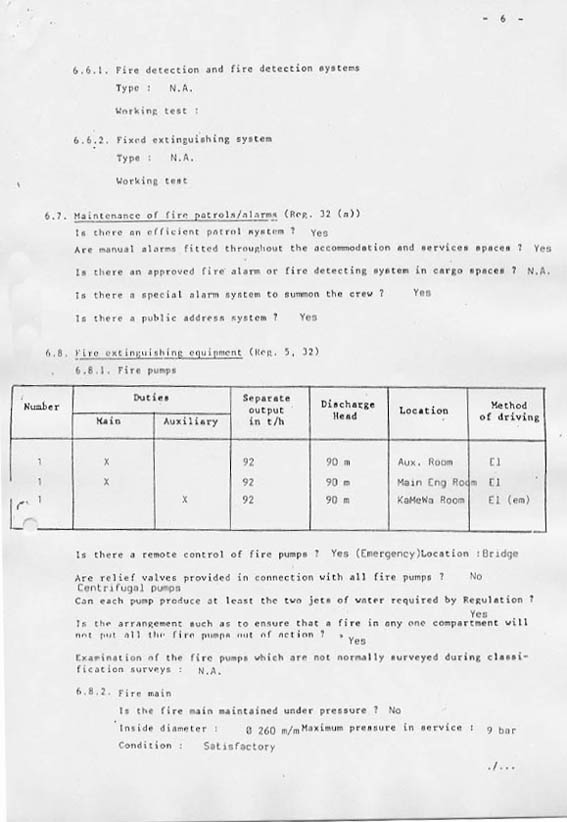 - 6 -
6.6.1. Fire detection and fire detection systems
Type : N.A.
Working test :
6.6.2. Fixed extinguishing system
Type : N.A.
Working test
6.7. Maintenance of fire patrols/alarms (Reg. 32 (a))
Is there an efficient patrol system ? Yes
Are manual alarms fitted throughout the accommodation and services spaces ? Yes
Is there an approved fire alarm or fire detecting system in cargo spaces ? N.A.
Is there a special alarm system to summon the crew ? Yes
Is there a public address system ? Yes
6.8. Fire extinguishing equipment (Reg. 5, 32)
6.8.1. Fire pumps
Number Duties Separate output in t/h Discharge Head Location Method of driving
Main Auxiliary
1 X 92 90 m Aux. Room El
1 X 92 90 m Main Eng Room El
1 X 92 90 m KaMeWa Room El (em)
Is there a remote control of fire pumps ? Yes (Emergency)Location :Bridge
Are relief valves provided in connection with all fire pumps ? No
Centrifugal pumps
Can each pump produce at least the two jets of water required by Regulation ?
Yes
Is the arrangement such as to ensure that a fire in any one compartment will
not put all the fire pumps out of action ? Yes
Examination of the fire pumps which are not normally surveyed during classi-
fication surveys : N.A.
6.8.2. Fire main
Is the fire main maintained under pressure ? No
Inside diameter : Ø 260 m/m Maximum pressure in service : 9 bar
Condition : Satisfactory
./...